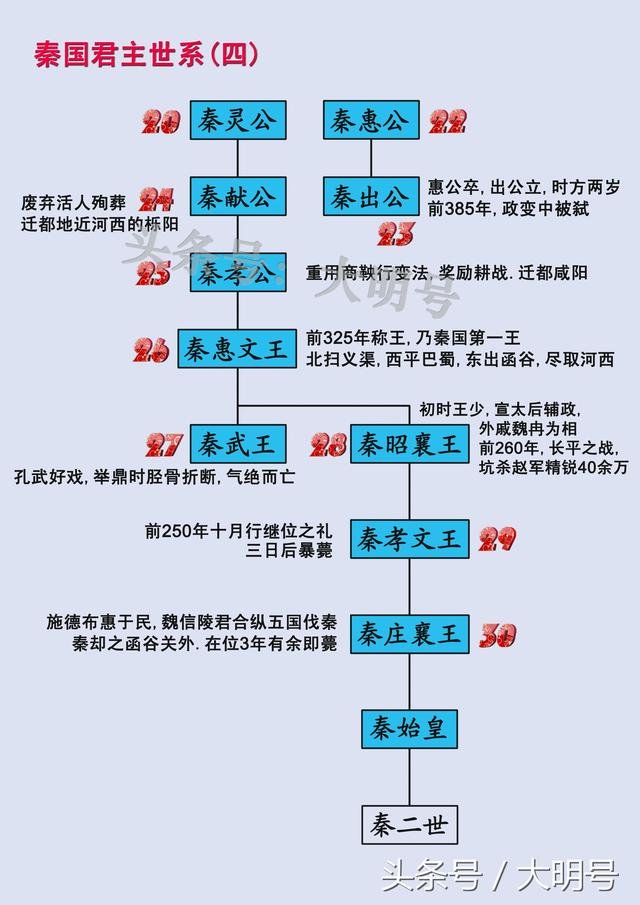 秦国君主世系(四)
20
秦灵公
秦惠公
22
废弃活人殉葬
迁都地近河西的栎阳
24
秦献公
秦出公
惠公卒,出公立,时方两岁
前385年,政变中被弑
23
头条号:大明号
25
秦孝公
重用商鞅行变法,奖励耕战.迁都咸阳
26
秦惠文王
前325年称王,乃秦国第一王
北扫义渠,西平巴蜀,东出函谷,尽取河西
27
秦武王
孔武好戏,举鼎时胫骨折断,气绝而亡
28
秦昭襄王
初时王少,宣太后辅政,
外戚魏冉为相
前260年,长平之战,
坑杀赵军精锐40余万
前250年十月行继位之礼
三日后暴薨
秦孝文王
29
施德布惠于民,魏信陵君合纵五国伐秦
秦却之函谷关外.在位3年有余即薨
秦庄襄王
30
秦始皇
秦二世
头条号/大明号